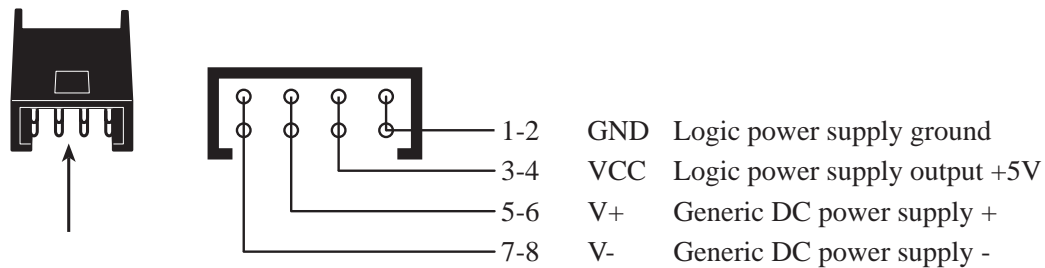 1-2 GND Logic power supply ground
3-4 VCC Logic power supply output +5V
5-6 V+ Generic DC power supply +
7-8 V- Generic DC power supply -